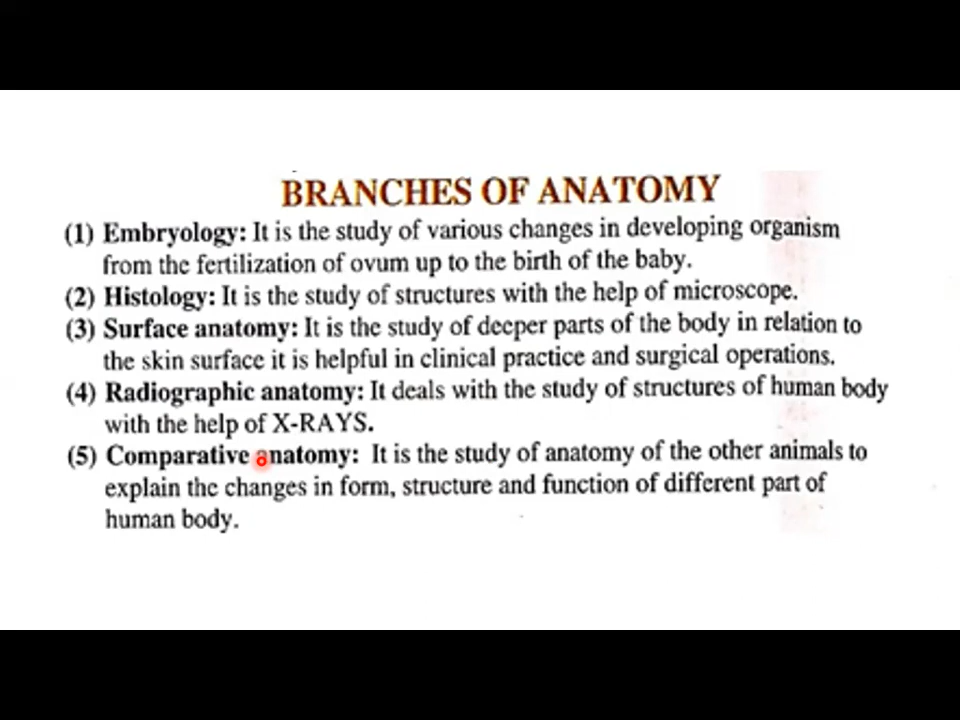 BRANCHES OF ANATOMY
(1) Embryology: It is the study of various changes in developing organism
from the fertilization of ovum up to the birth of the baby.
(2) Histology: It is the study of structures with the help of microscope.
(3) Surface anatomy: It is the study of deeper parts of the body in relation to
the skin surface it is helpful in clinical practice and surgical operations.
(4) Radiographic anatomy: It deals with the study of structures of human body
with the help of X-RAYS.
(5) Comparative anatomy: It is the study of anatomy of the other animals to
explain the changes in form, structure and function of different part of
human body.